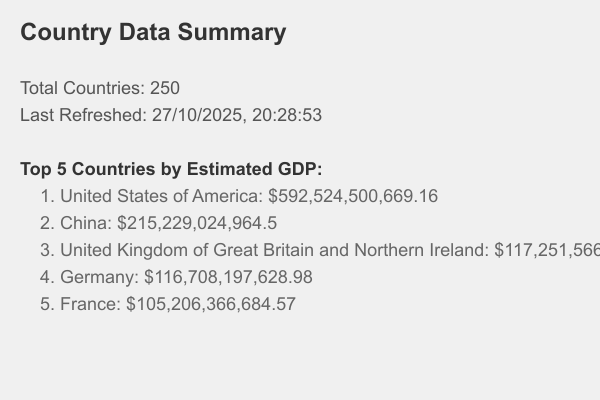 Country Data Summary
Total Countries: 250
Last Refreshed: 27/10/2025, 20:28:53
Top 5 Countries by Estimated GDP:
1. United States of America: $592,524,500,669.16
2. China: $215,229,024,964.5
3. United Kingdom of Great Britain and Northern Ireland: $117,251,566
4. Germany: $116,708,197,628.98
5. France: $105,206,366,684.57